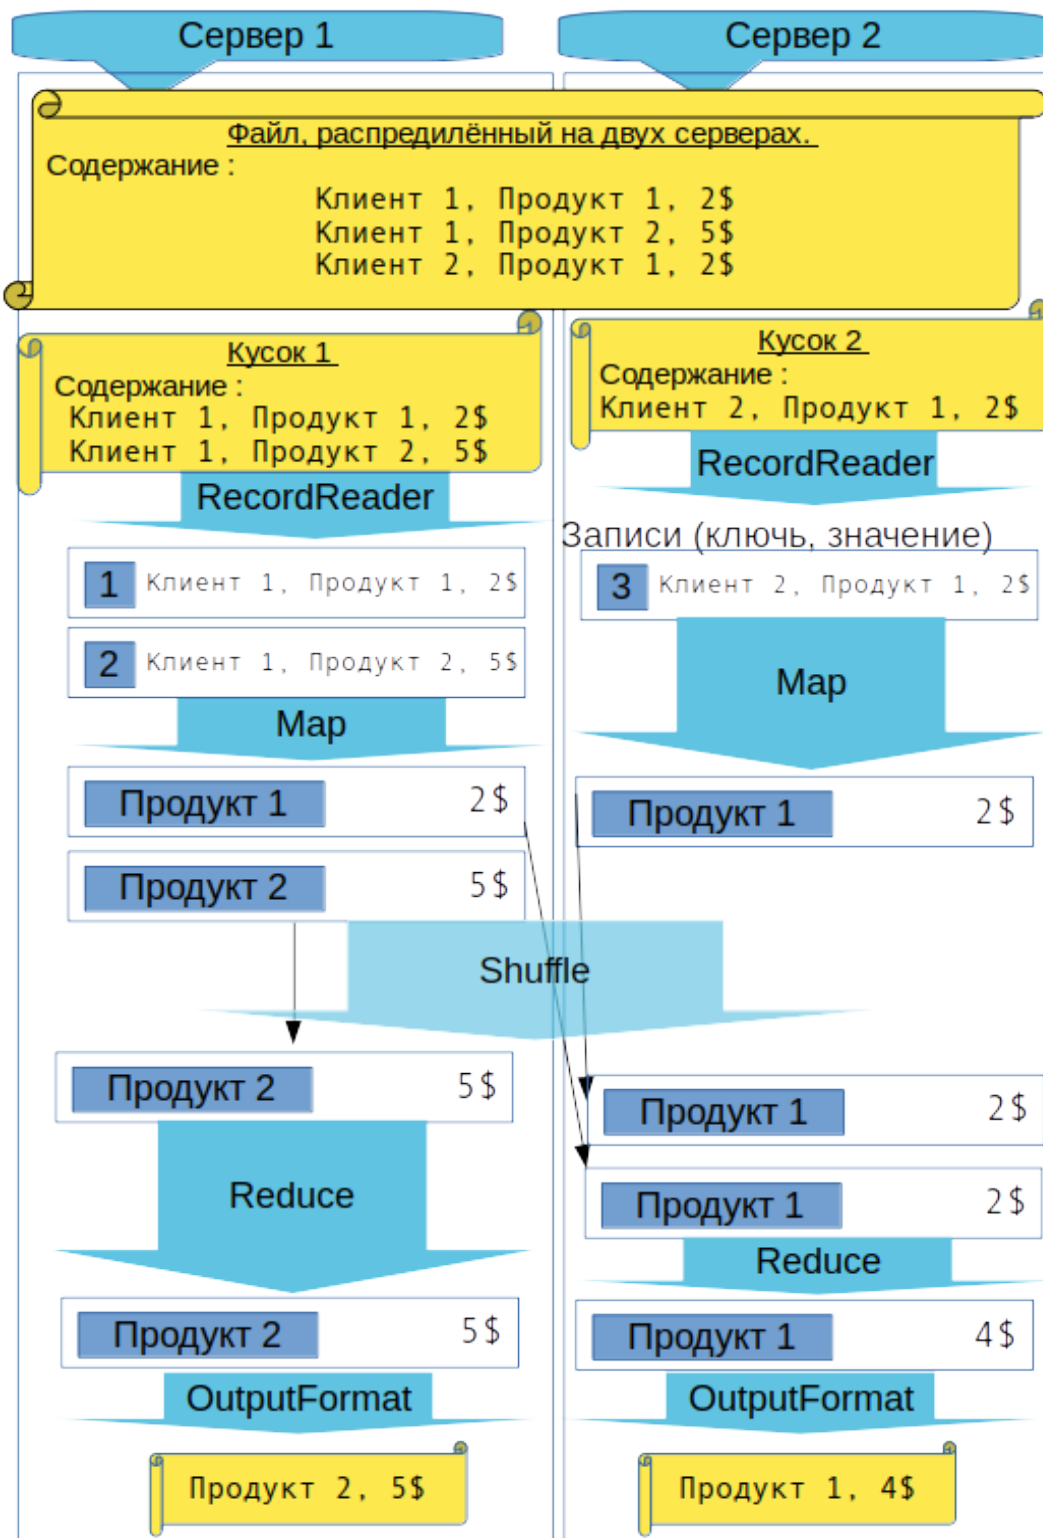 Сервер 1
Сервер 2
Файл, распредилённый на двух серверах.
Содержание :
Клиент 1, Продукт 1, 2$
Клиент 1, Продукт 2, 5$
Клиент 2, Продукт 1, 2$
Кусок 1
Содержание :
Клиент 1, Продукт 1, 2$
Клиент 1, Продукт 2, 5$
Кусок 2
Содержание :
Клиент 2, Продукт 1, 2$
RecordReader
RecordReader
Записи (ключь, значение)
1 Клиент 1, Продукт 1, 2$
2 Клиент 1, Продукт 2, 5$
3 Клиент 2, Продукт 1, 2$
Map
Map
Продукт 1 2$
Продукт 2 5$
Продукт 1 2$
Shuffle
Продукт 2 5$
Продукт 1 2$
Продукт 1 2$
Reduce
Reduce
Продукт 2 5$
Продукт 1 4$
OutputFormat
OutputFormat
Продукт 2, 5$
Продукт 1, 4$